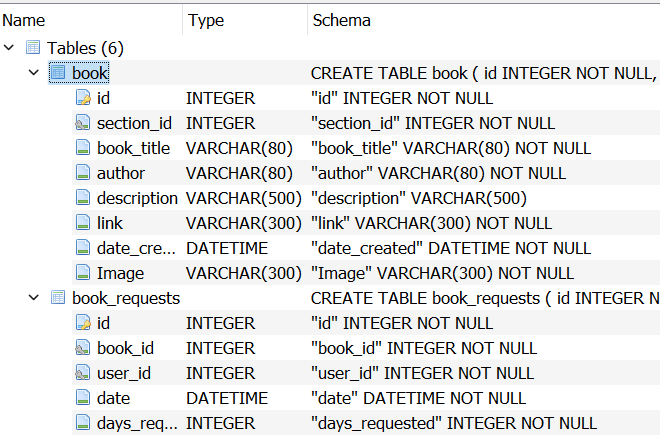 Name Type Schema
Tables (6)
book CREATE TABLE book ( id INTEGER NOT NULL,
id INTEGER "id" INTEGER NOT NULL
section_id INTEGER "section_id" INTEGER NOT NULL
book_title VARCHAR(80) "book_title" VARCHAR(80) NOT NULL
author VARCHAR(80) "author" VARCHAR(80) NOT NULL
description VARCHAR(500) "description" VARCHAR(500)
link VARCHAR(300) "link" VARCHAR(300) NOT NULL
date_cre... DATETIME "date_created" DATETIME NOT NULL
Image VARCHAR(300) "Image" VARCHAR(300) NOT NULL
book_requests CREATE TABLE book_requests ( id INTEGER N
id INTEGER "id" INTEGER NOT NULL
book_id INTEGER "book_id" INTEGER NOT NULL
user_id INTEGER "user_id" INTEGER NOT NULL
date DATETIME "date" DATETIME NOT NULL
days_req... INTEGER "days_requested" INTEGER NOT NULL